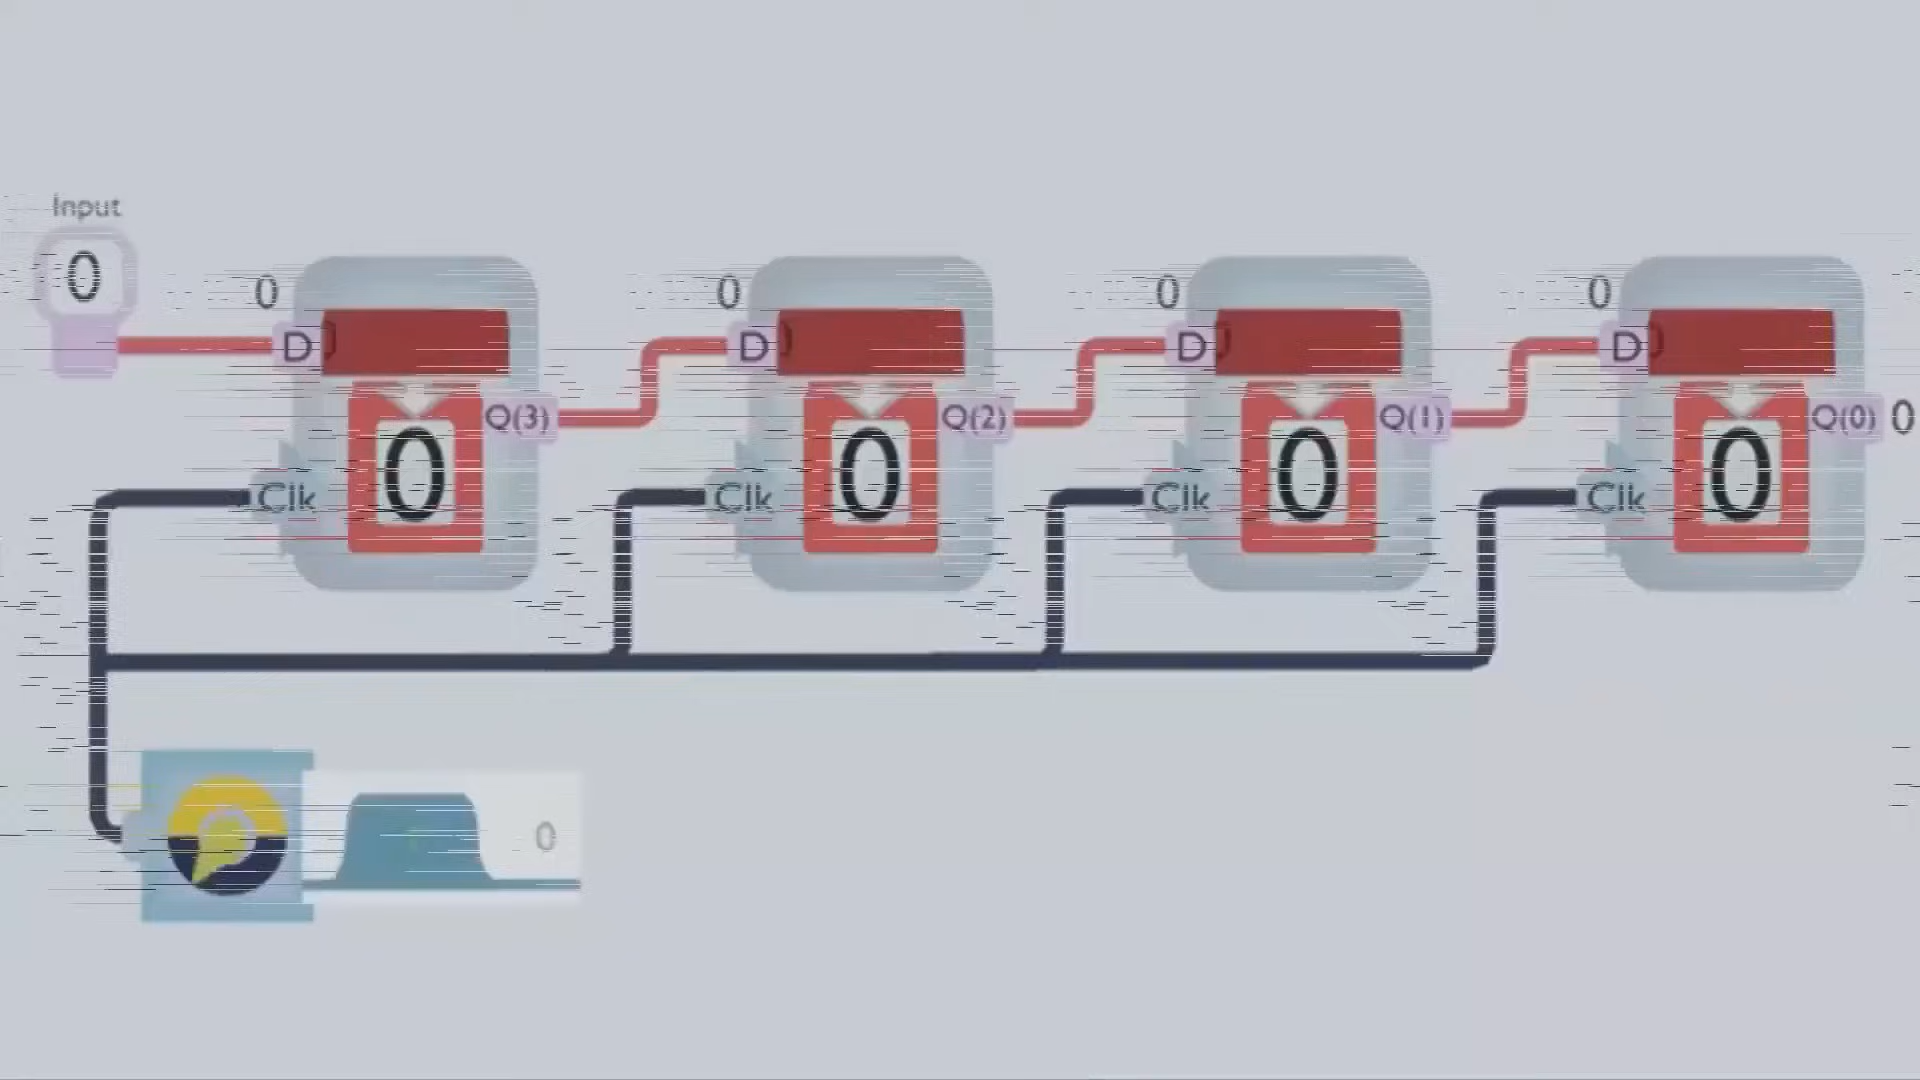 Input
0
0 0 0 0
D D D D
Q(3) Q(2) Q(1) Q(0) 0
0 0 0 0
Clk Clk Clk Clk
0